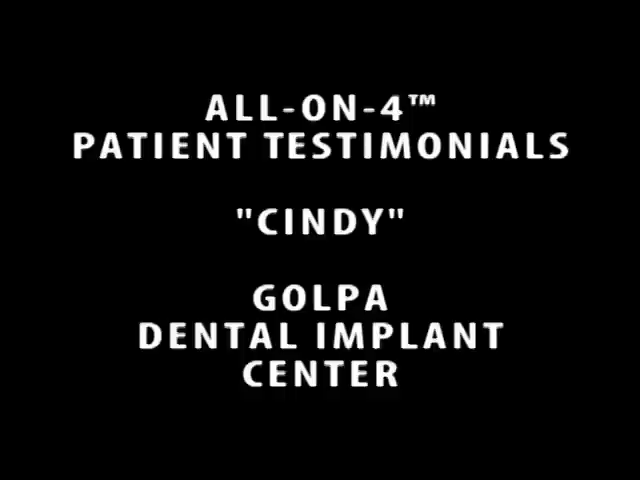 ALL-ON-4™
PATIENT TESTIMONIALS
"CINDY"
GOLPA
DENTAL IMPLANT
CENTER